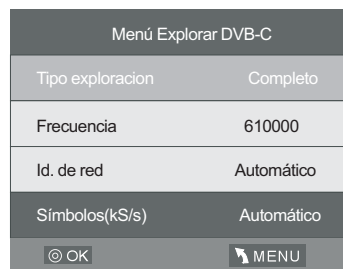 Menú Explorar DVB-C
Tipo exploracion Completo
Frecuencia 610000
Id. de red Automático
Símbolos(kS/s) Automático
OK MENU